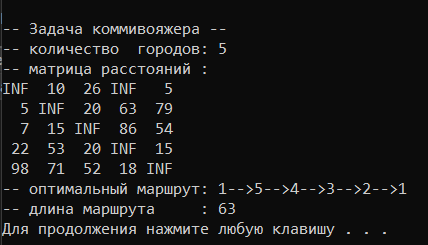 -- Задача коммивояжера --
-- количество  городов: 5
-- матрица расстояний :
INF  10  26 INF   5
  5 INF  20  63  79
  7  15 INF  86  54
 22  53  20 INF  15
 98  71  52  18 INF
-- оптимальный маршрут: 1-->5-->4-->3-->2-->1
-- длина маршрута     : 63
Для продолжения нажмите любую клавишу . . .